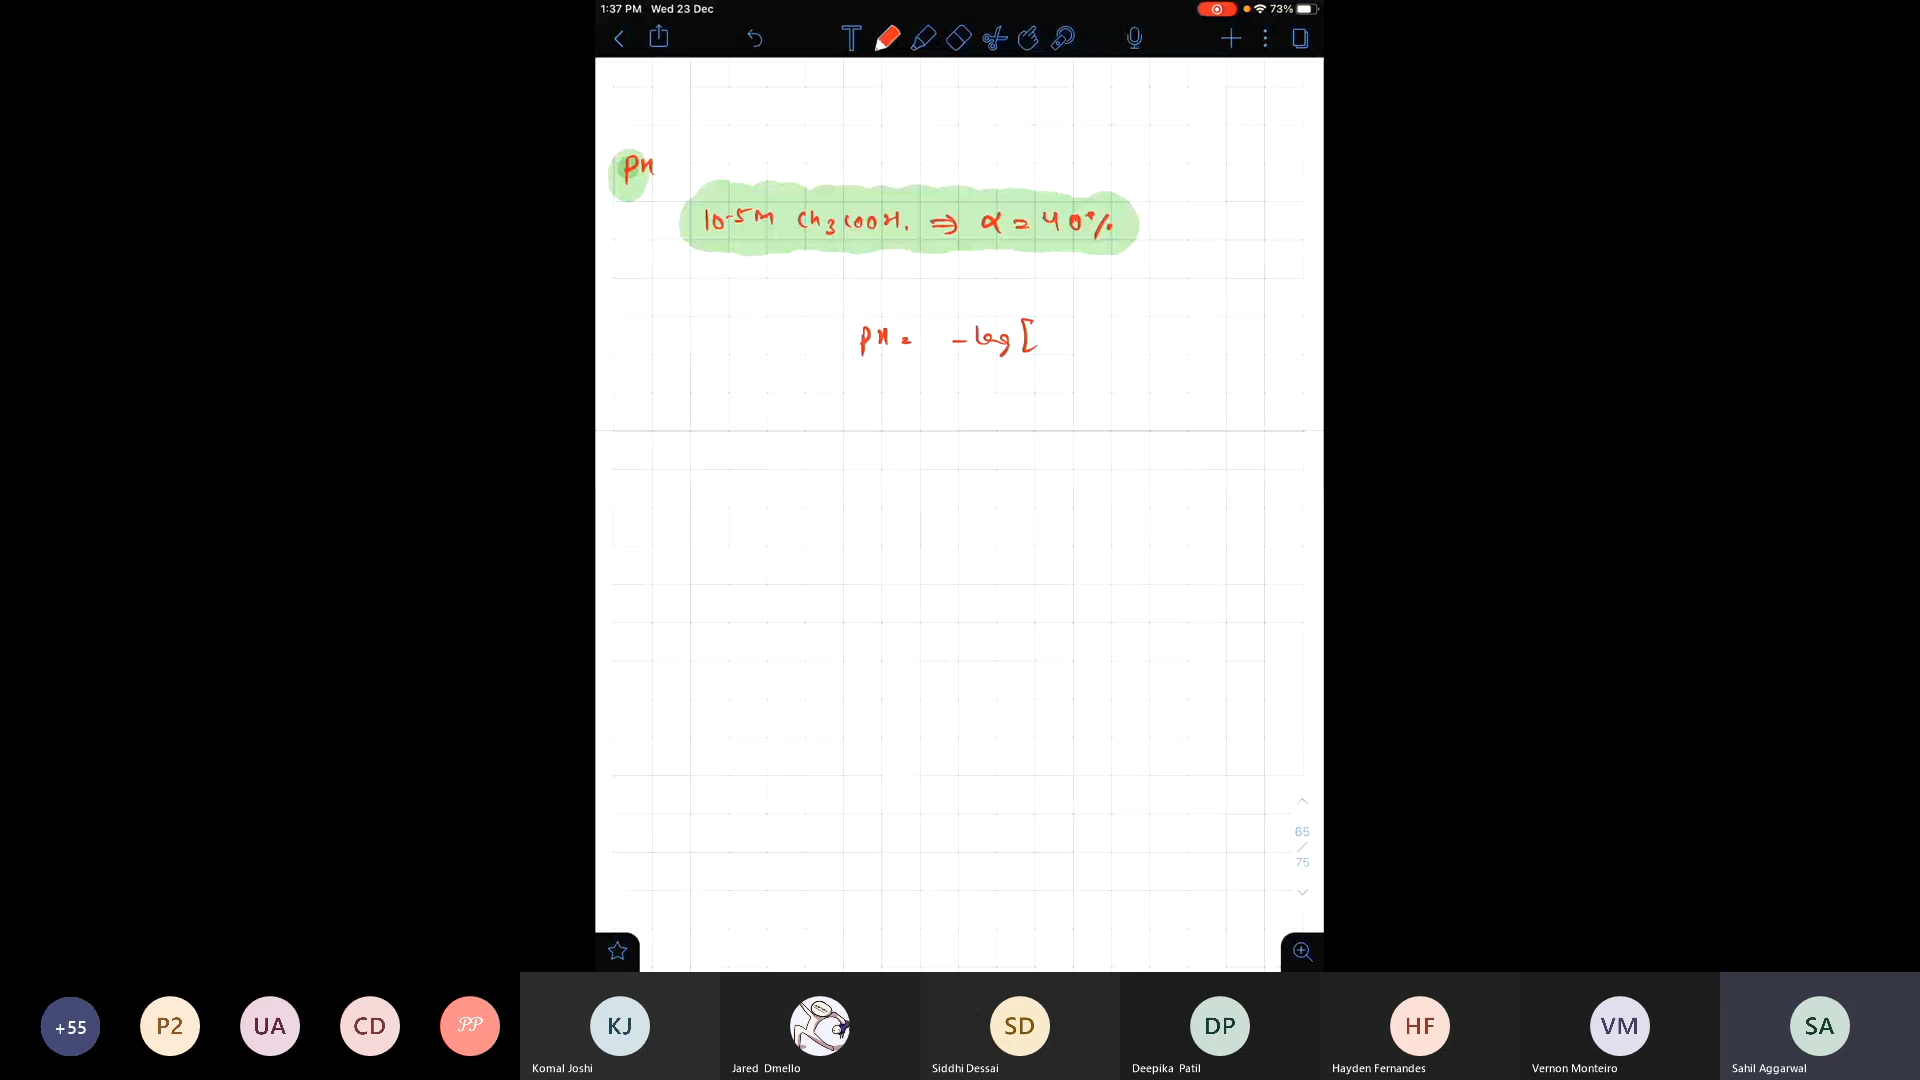 1:37 PM Wed 23 Dec 73%
T
pH
10-5M CH3COOH. ⇒ α = 40%
pH = -log [
65
/
75
+55 P2 UA CD PP KJ SD DP HF VM SA
Komal Joshi Jared Dmello Siddhi Dessai Deepika Patil Hayden Fernandes Vernon Monteiro Sahil Aggarwal